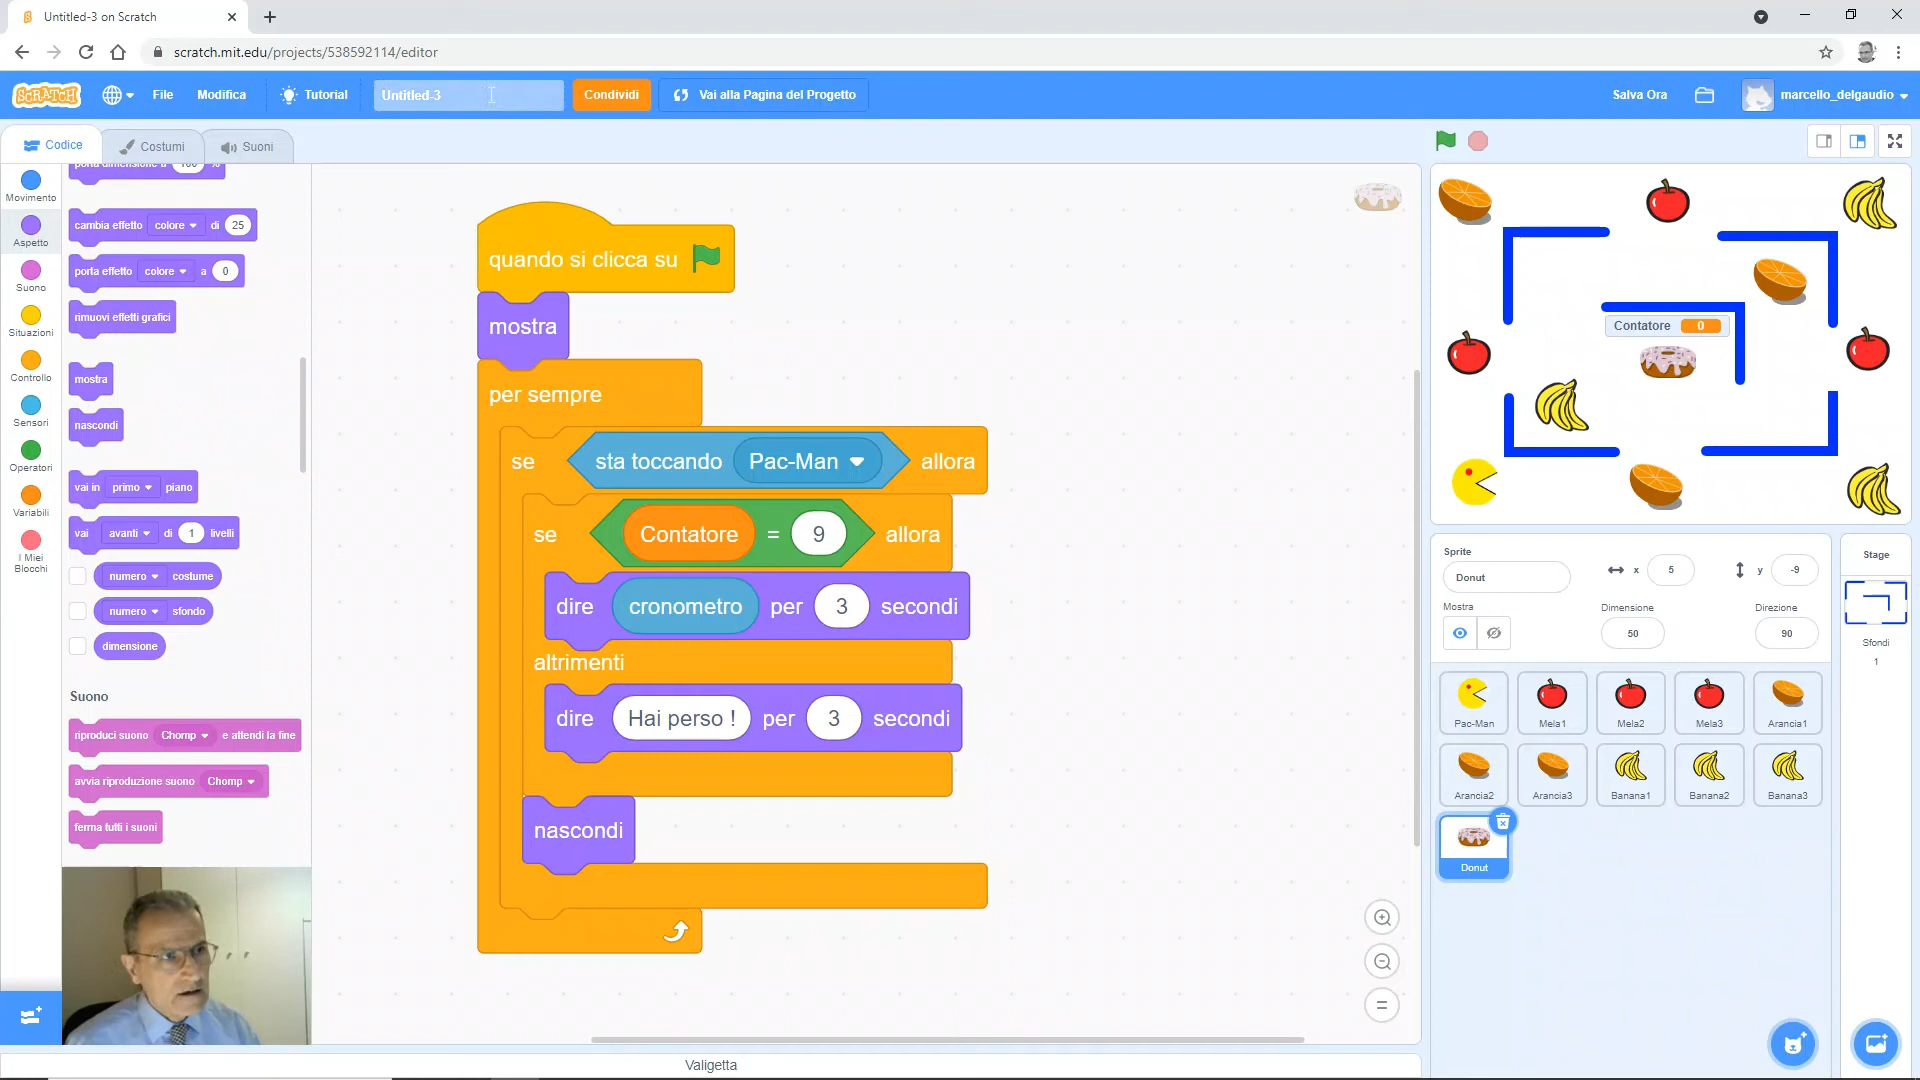 Untitled-3 on Scratch
scratch.mit.edu/projects/538592114/editor
SCRATCH
File
Modifica
Tutorial
Untitled-3
Condividi
Vai alla Pagina del Progetto
Salva Ora
marcello_delgaudio
Codice
Costumi
Suoni
Movimento
Aspetto
Suono
Situazioni
Controllo
Sensori
Operatori
Variabili
I Miei
Blocchi
porta dimensione a 100 %
cambia effetto colore di 25
porta effetto colore a 0
rimuovi effetti grafici
mostra
nascondi
vai in primo piano
vai avanti di 1 livelli
numero costume
numero sfondo
dimensione
Suono
riproduci suono Chomp e attendi la fine
avvia riproduzione suono Chomp
ferma tutti i suoni
quando si clicca su
mostra
per sempre
se sta toccando Pac-Man allora
se Contatore = 9 allora
dire cronometro per 3 secondi
altrimenti
dire Hai perso ! per 3 secondi
nascondi
Valigetta
Contatore 0
Sprite
Donut
x 5
y -9
Mostra
Dimensione
50
Direzione
90
Pac-Man
Mela1
Mela2
Mela3
Arancia1
Arancia2
Arancia3
Banana1
Banana2
Banana3
Donut
Stage
Sfondi
1